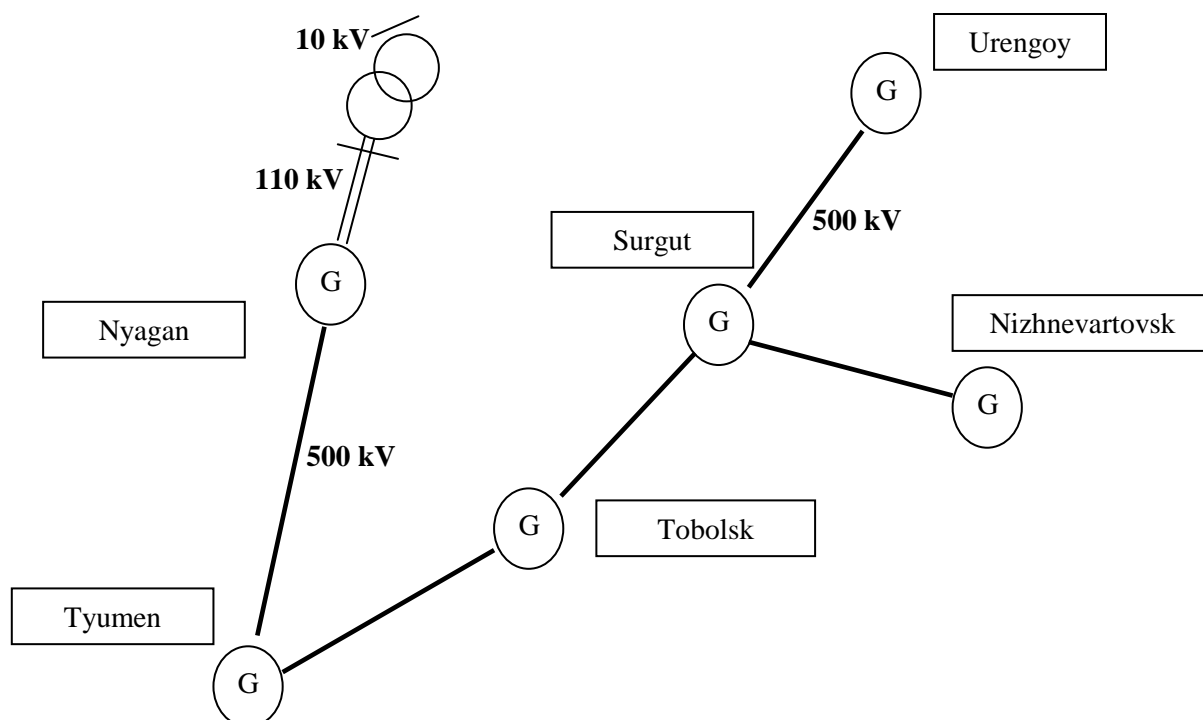 10 kV
Urengoy
G
110 kV
500 kV
Surgut
G
Nyagan
G
Nizhnevartovsk
G
500 kV
G
Tobolsk
Tyumen
G